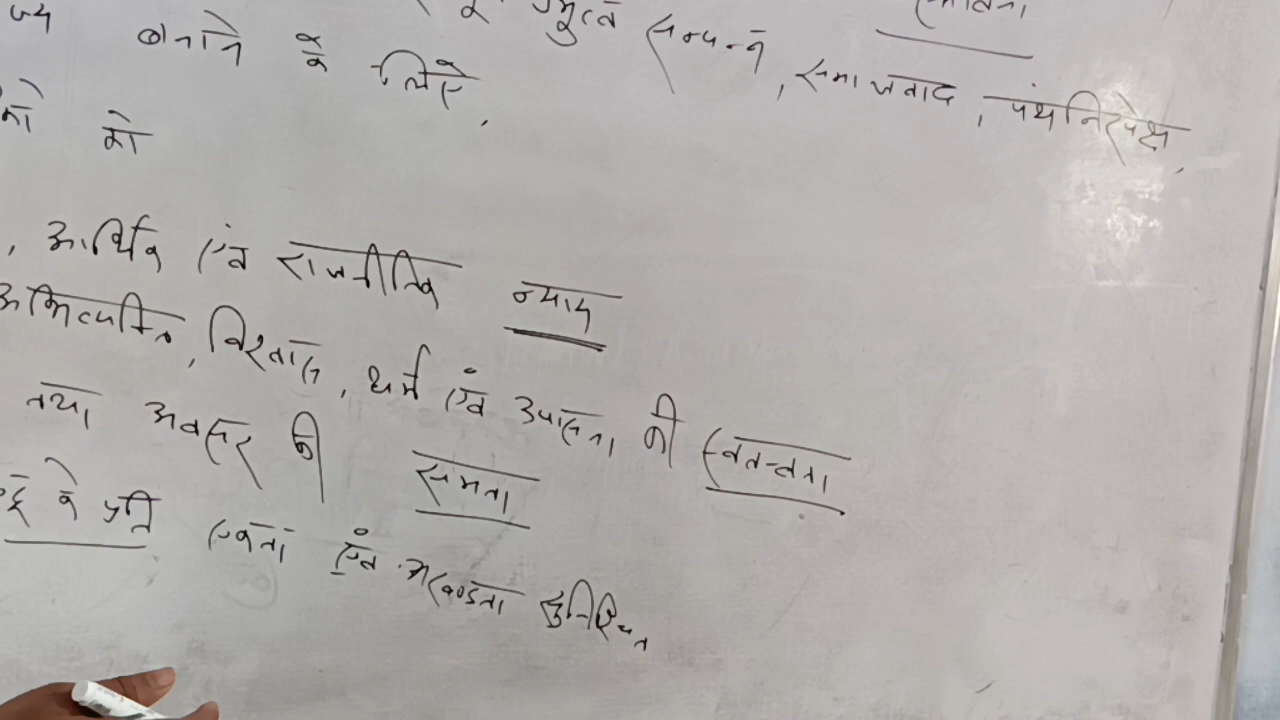 प्रभुत्व सम्पन्न, समाजवाद, पंथनिरपेक्ष,
बनाने के लिए,
को
, आर्थिक एवं राजनीतिक न्याय
अभिव्यक्ति, विश्वास, धर्म एवं उपासना की स्वतन्त्रता
तथा अवसर की समता
के प्रति एकता एवं अखण्डता सुनिश्चित